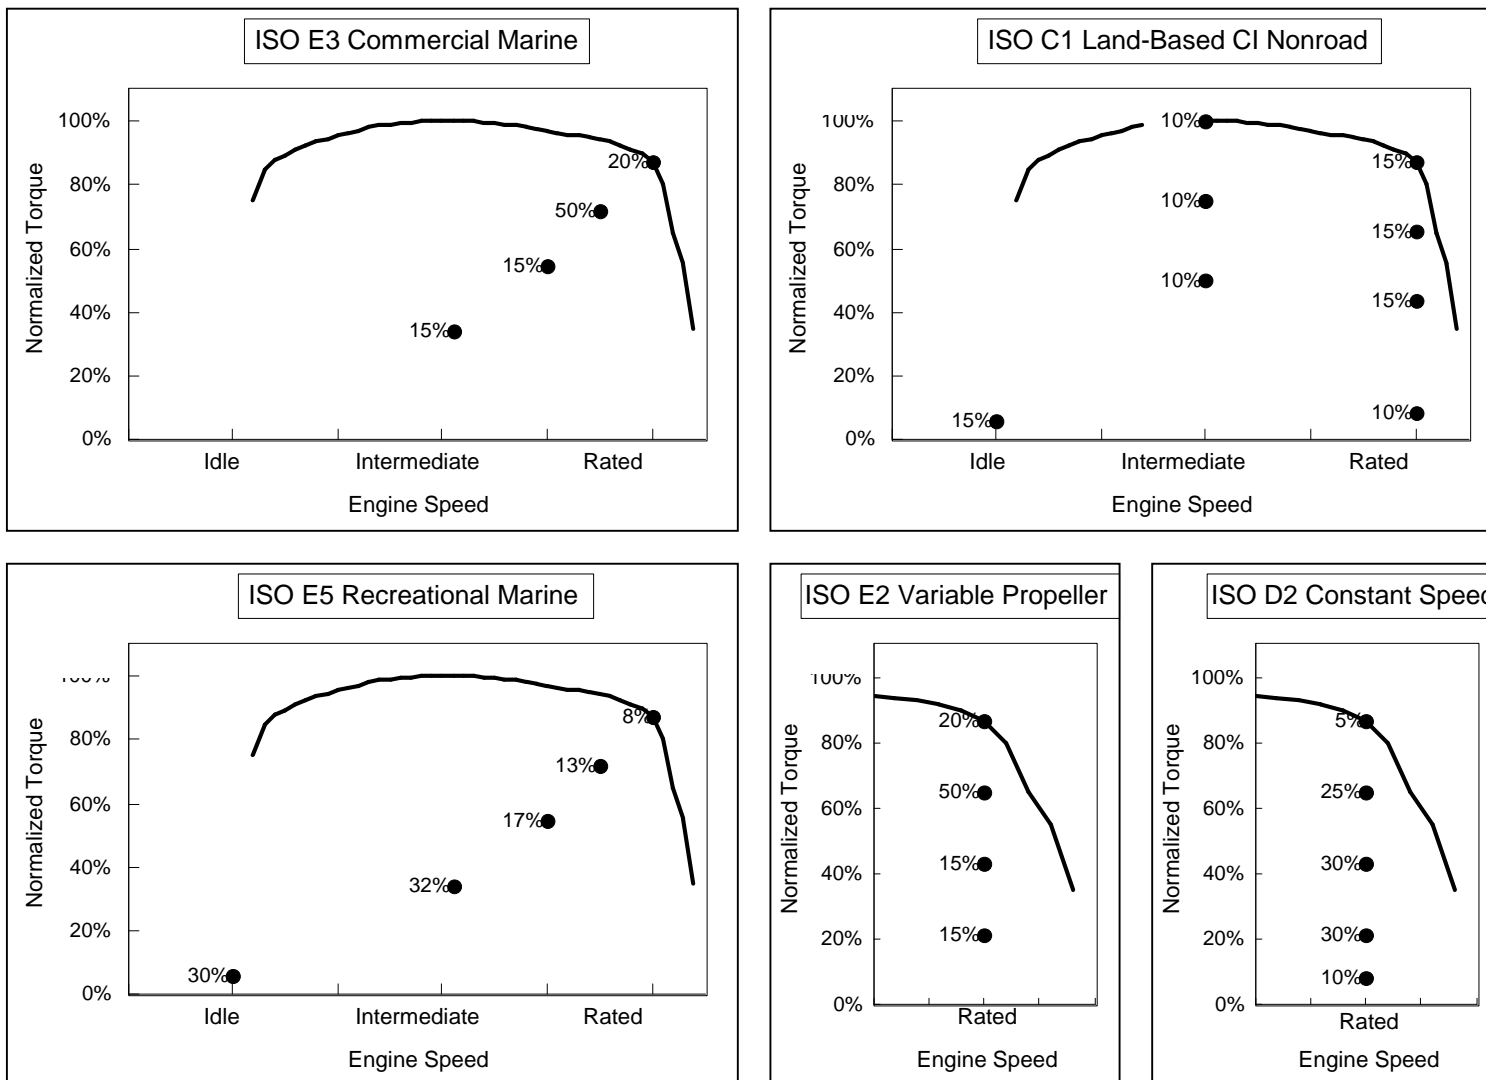 ISO E3 Commercial Marine
100%
80%
60%
40%
20%
0%
Normalized Torque
20%
50%
15%
15%
Idle
Intermediate
Rated
Engine Speed
ISO C1 Land-Based CI Nonroad
100%
80%
60%
40%
20%
0%
Normalized Torque
10%
10%
10%
15%
15%
15%
15%
10%
Idle
Intermediate
Rated
Engine Speed
ISO E5 Recreational Marine
100%
80%
60%
40%
20%
0%
Normalized Torque
8%
13%
17%
32%
30%
Idle
Intermediate
Rated
Engine Speed
ISO E2 Variable Propeller
100%
80%
60%
40%
20%
0%
Normalized Torque
20%
50%
15%
15%
Rated
Engine Speed
ISO D2 Constant Speed
100%
80%
60%
40%
20%
0%
Normalized Torque
5%
25%
30%
30%
10%
Rated
Engine Speed